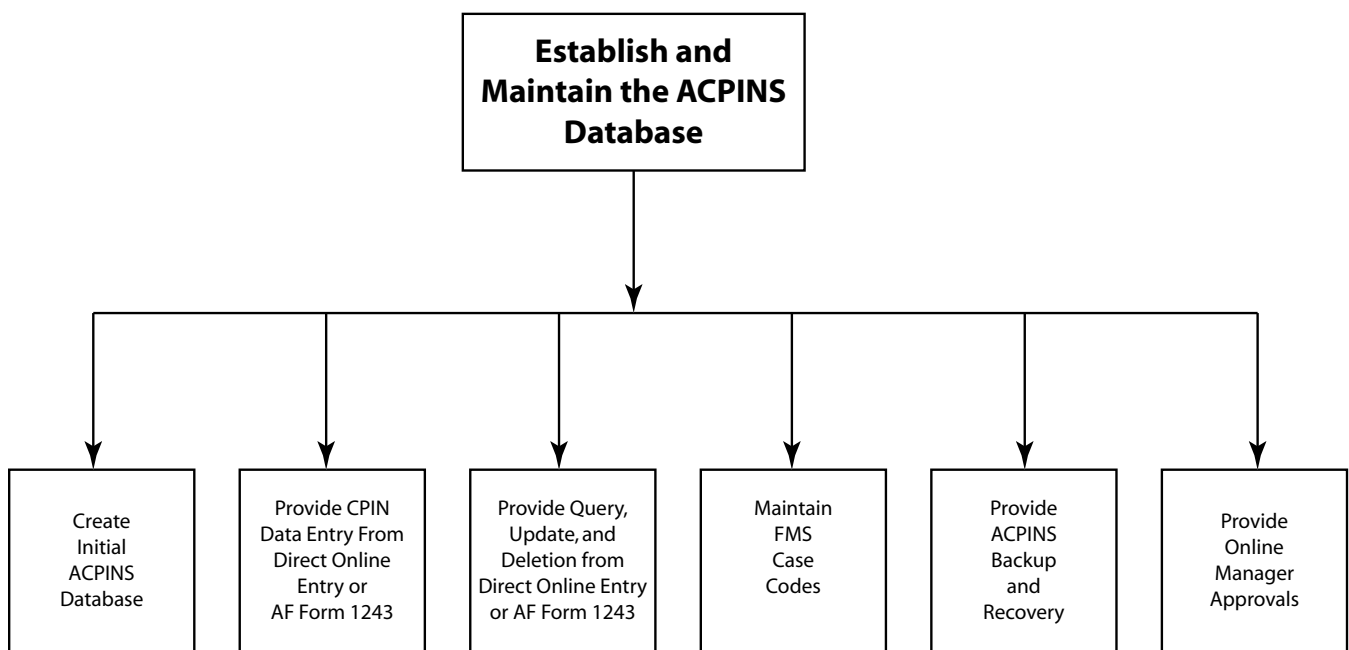 Establish and
Maintain the ACPINS
Database
Create
Initial
ACPINS
Database
Provide CPIN
Data Entry From
Direct Online
Entry or
AF Form 1243
Provide Query,
Update, and
Deletion from
Direct Online Entry
or AF Form 1243
Maintain
FMS
Case
Codes
Provide
ACPINS
Backup
and
Recovery
Provide
Online
Manager
Approvals